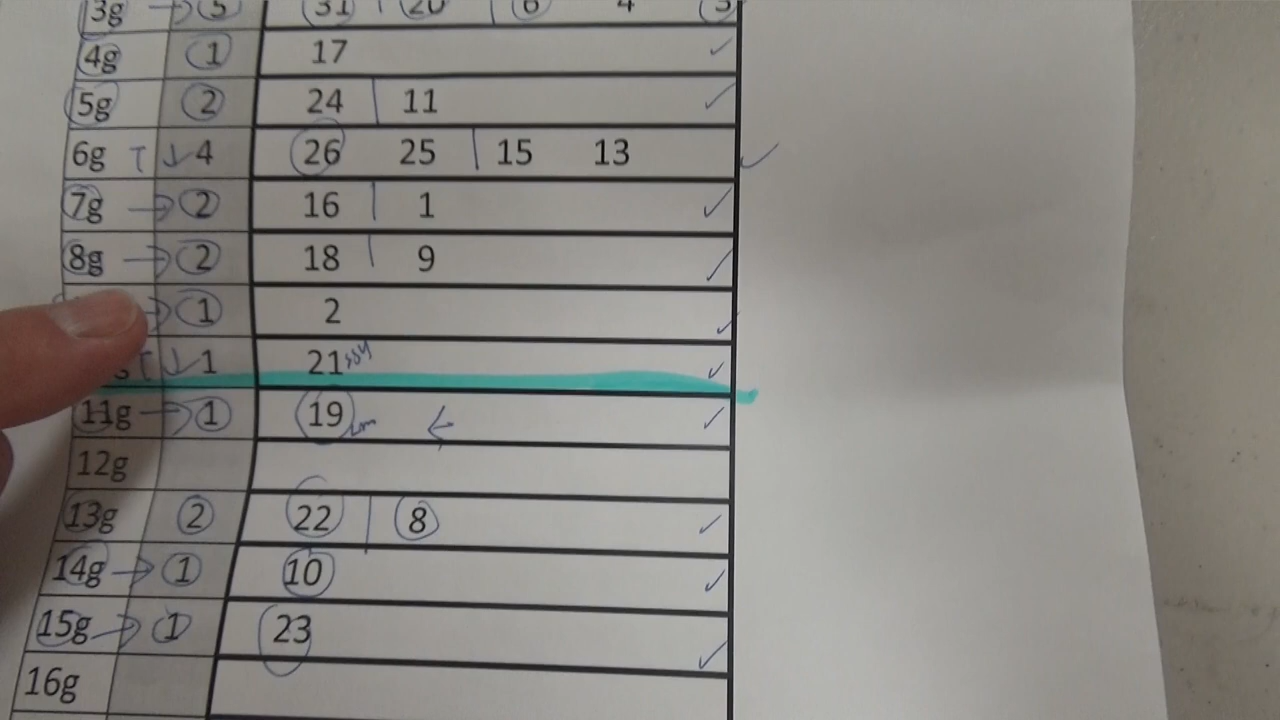 3g → 5 31 20 6 4 3
4g 1 17 ✓
5g 2 24 11 ✓
6g ↓ 4 26 25 15 13 ✓
7g → 2 16 1 ✓
8g → 2 18 9 ✓
→ 1 2 ✓
↓ 1 21 ✓
11g → 1 19 ← ✓
12g
13g 2 22 8 ✓
14g → 1 10 ✓
15g → 1 23 ✓
16g